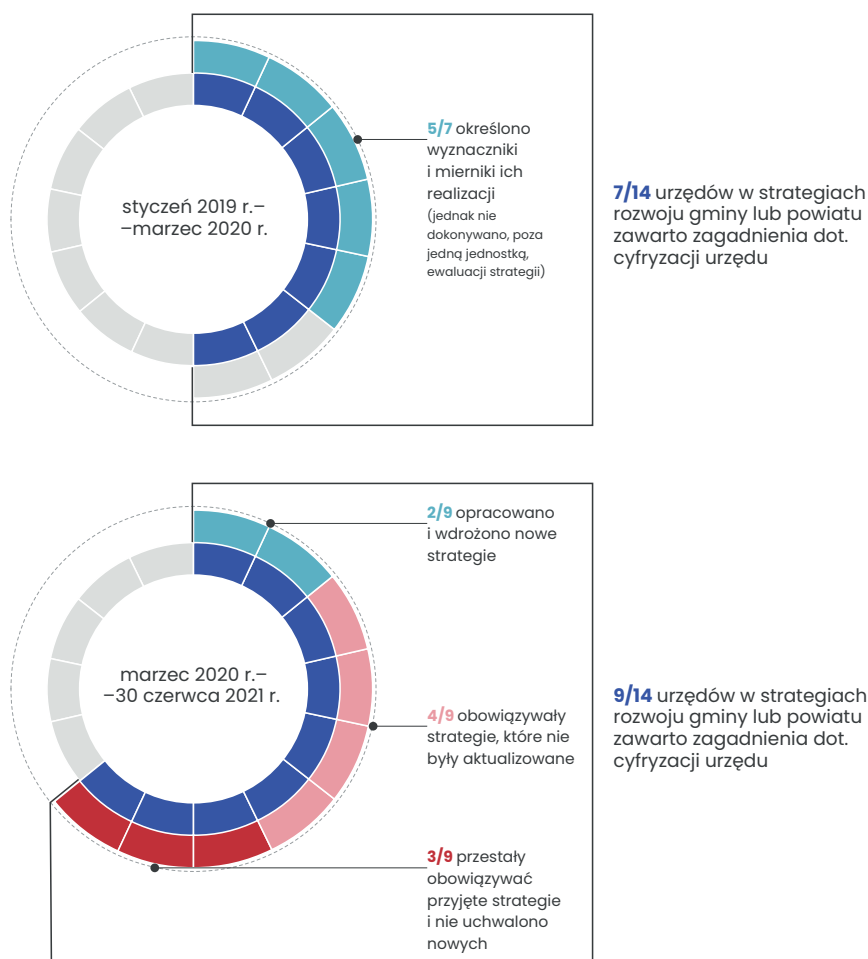 styczeń 2019 r.–
–marzec 2020 r.
5/7 określono
wyznaczniki
i mierniki ich
realizacji
(jednak nie
dokonywano, poza
jedną jednostką,
ewaluacji strategii)
7/14 urzędów w strategiach
rozwoju gminy lub powiatu
zawarto zagadnienia dot.
cyfryzacji urzędu
marzec 2020 r.–
–30 czerwca 2021 r.
2/9 opracowano
i wdrożono nowe
strategie
4/9 obowiązywały
strategie, które nie
były aktualizowane
3/9 przestały
obowiązywać
przyjęte strategie
i nie uchwalono
nowych
9/14 urzędów w strategiach
rozwoju gminy lub powiatu
zawarto zagadnienia dot.
cyfryzacji urzędu